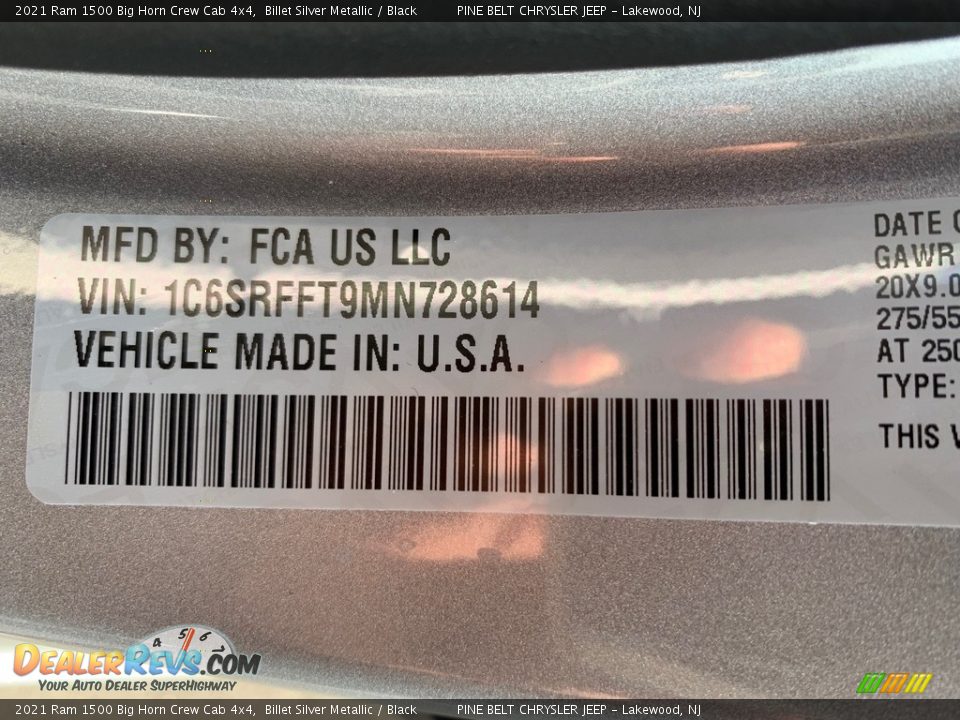 2021 Ram 1500 Big Horn Crew Cab 4x4, Billet Silver Metallic / Black PINE BELT CHRYSLER JEEP - Lakewood, NJ
MFD BY: FCA US LLC
VIN: 1C6SRFFT9MN728614
VEHICLE MADE IN: U.S.A.
DATE
GAWR
20X9.0
275/55
AT 250
TYPE:
THIS
4 5 6
DEALERREVS.COM
YOUR AUTO DEALER SUPERHIGHWAY
2021 Ram 1500 Big Horn Crew Cab 4x4, Billet Silver Metallic / Black PINE BELT CHRYSLER JEEP - Lakewood, NJ